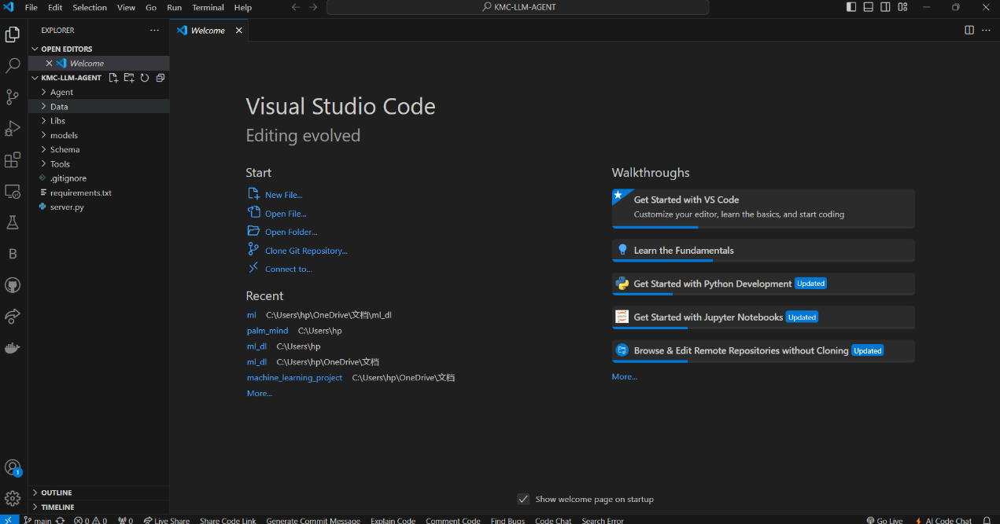 File Edit Selection View Go Run Terminal Help
KMC-LLM-AGENT
EXPLORER
Welcome
OPEN EDITORS
Welcome
KMC-LLM-AGENT
Agent
Data
Libs
models
Schema
Tools
.gitignore
requirements.txt
server.py
OUTLINE
TIMELINE
B
1
Visual Studio Code
Editing evolved
Start
New File...
Open File...
Open Folder...
Clone Git Repository...
Connect to...
Recent
ml C:\Users\hp\OneDrive\文档\ml_dl
palm_mind C:\Users\hp
ml_dl C:\Users\hp
ml_dl C:\Users\hp\OneDrive\文档
machine_learning_project C:\Users\hp\OneDrive\文档
More...
Walkthroughs
Get Started with VS Code
Customize your editor, learn the basics, and start coding
Learn the Fundamentals
Get Started with Python Development Updated
Get Started with Jupyter Notebooks Updated
Browse & Edit Remote Repositories without Cloning Updated
More...
Show welcome page on startup
main 0 0 0 Live Share Share Code Link Generate Commit Message Explain Code Comment Code Find Bugs Code Chat Search Error Go Live AI Code Chat